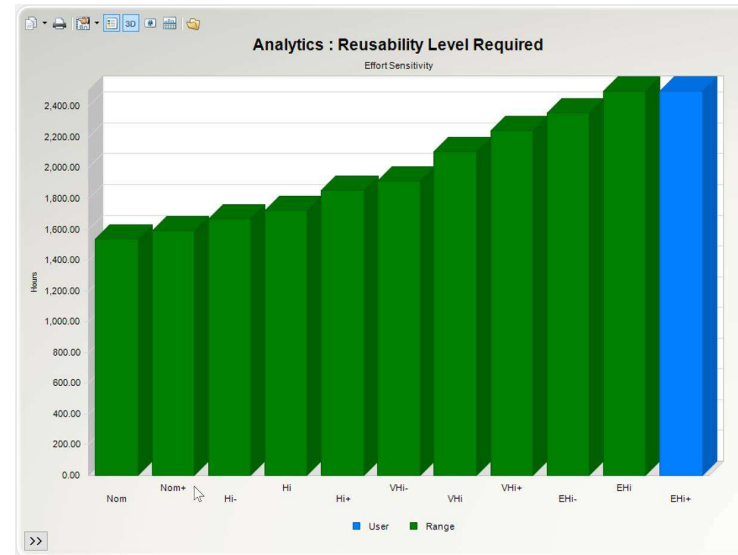 3D
Analytics : Reusability Level Required
Effort Sensitivity
2,400.00
2,200.00
2,000.00
1,800.00
1,600.00
1,400.00
1,200.00
1,000.00
800.00
600.00
400.00
200.00
0.00
Hours
Nom
Nom+
Hi-
Hi
Hi+
VHi-
VHi
VHi+
EHi-
EHi
EHi+
User
Range
>>